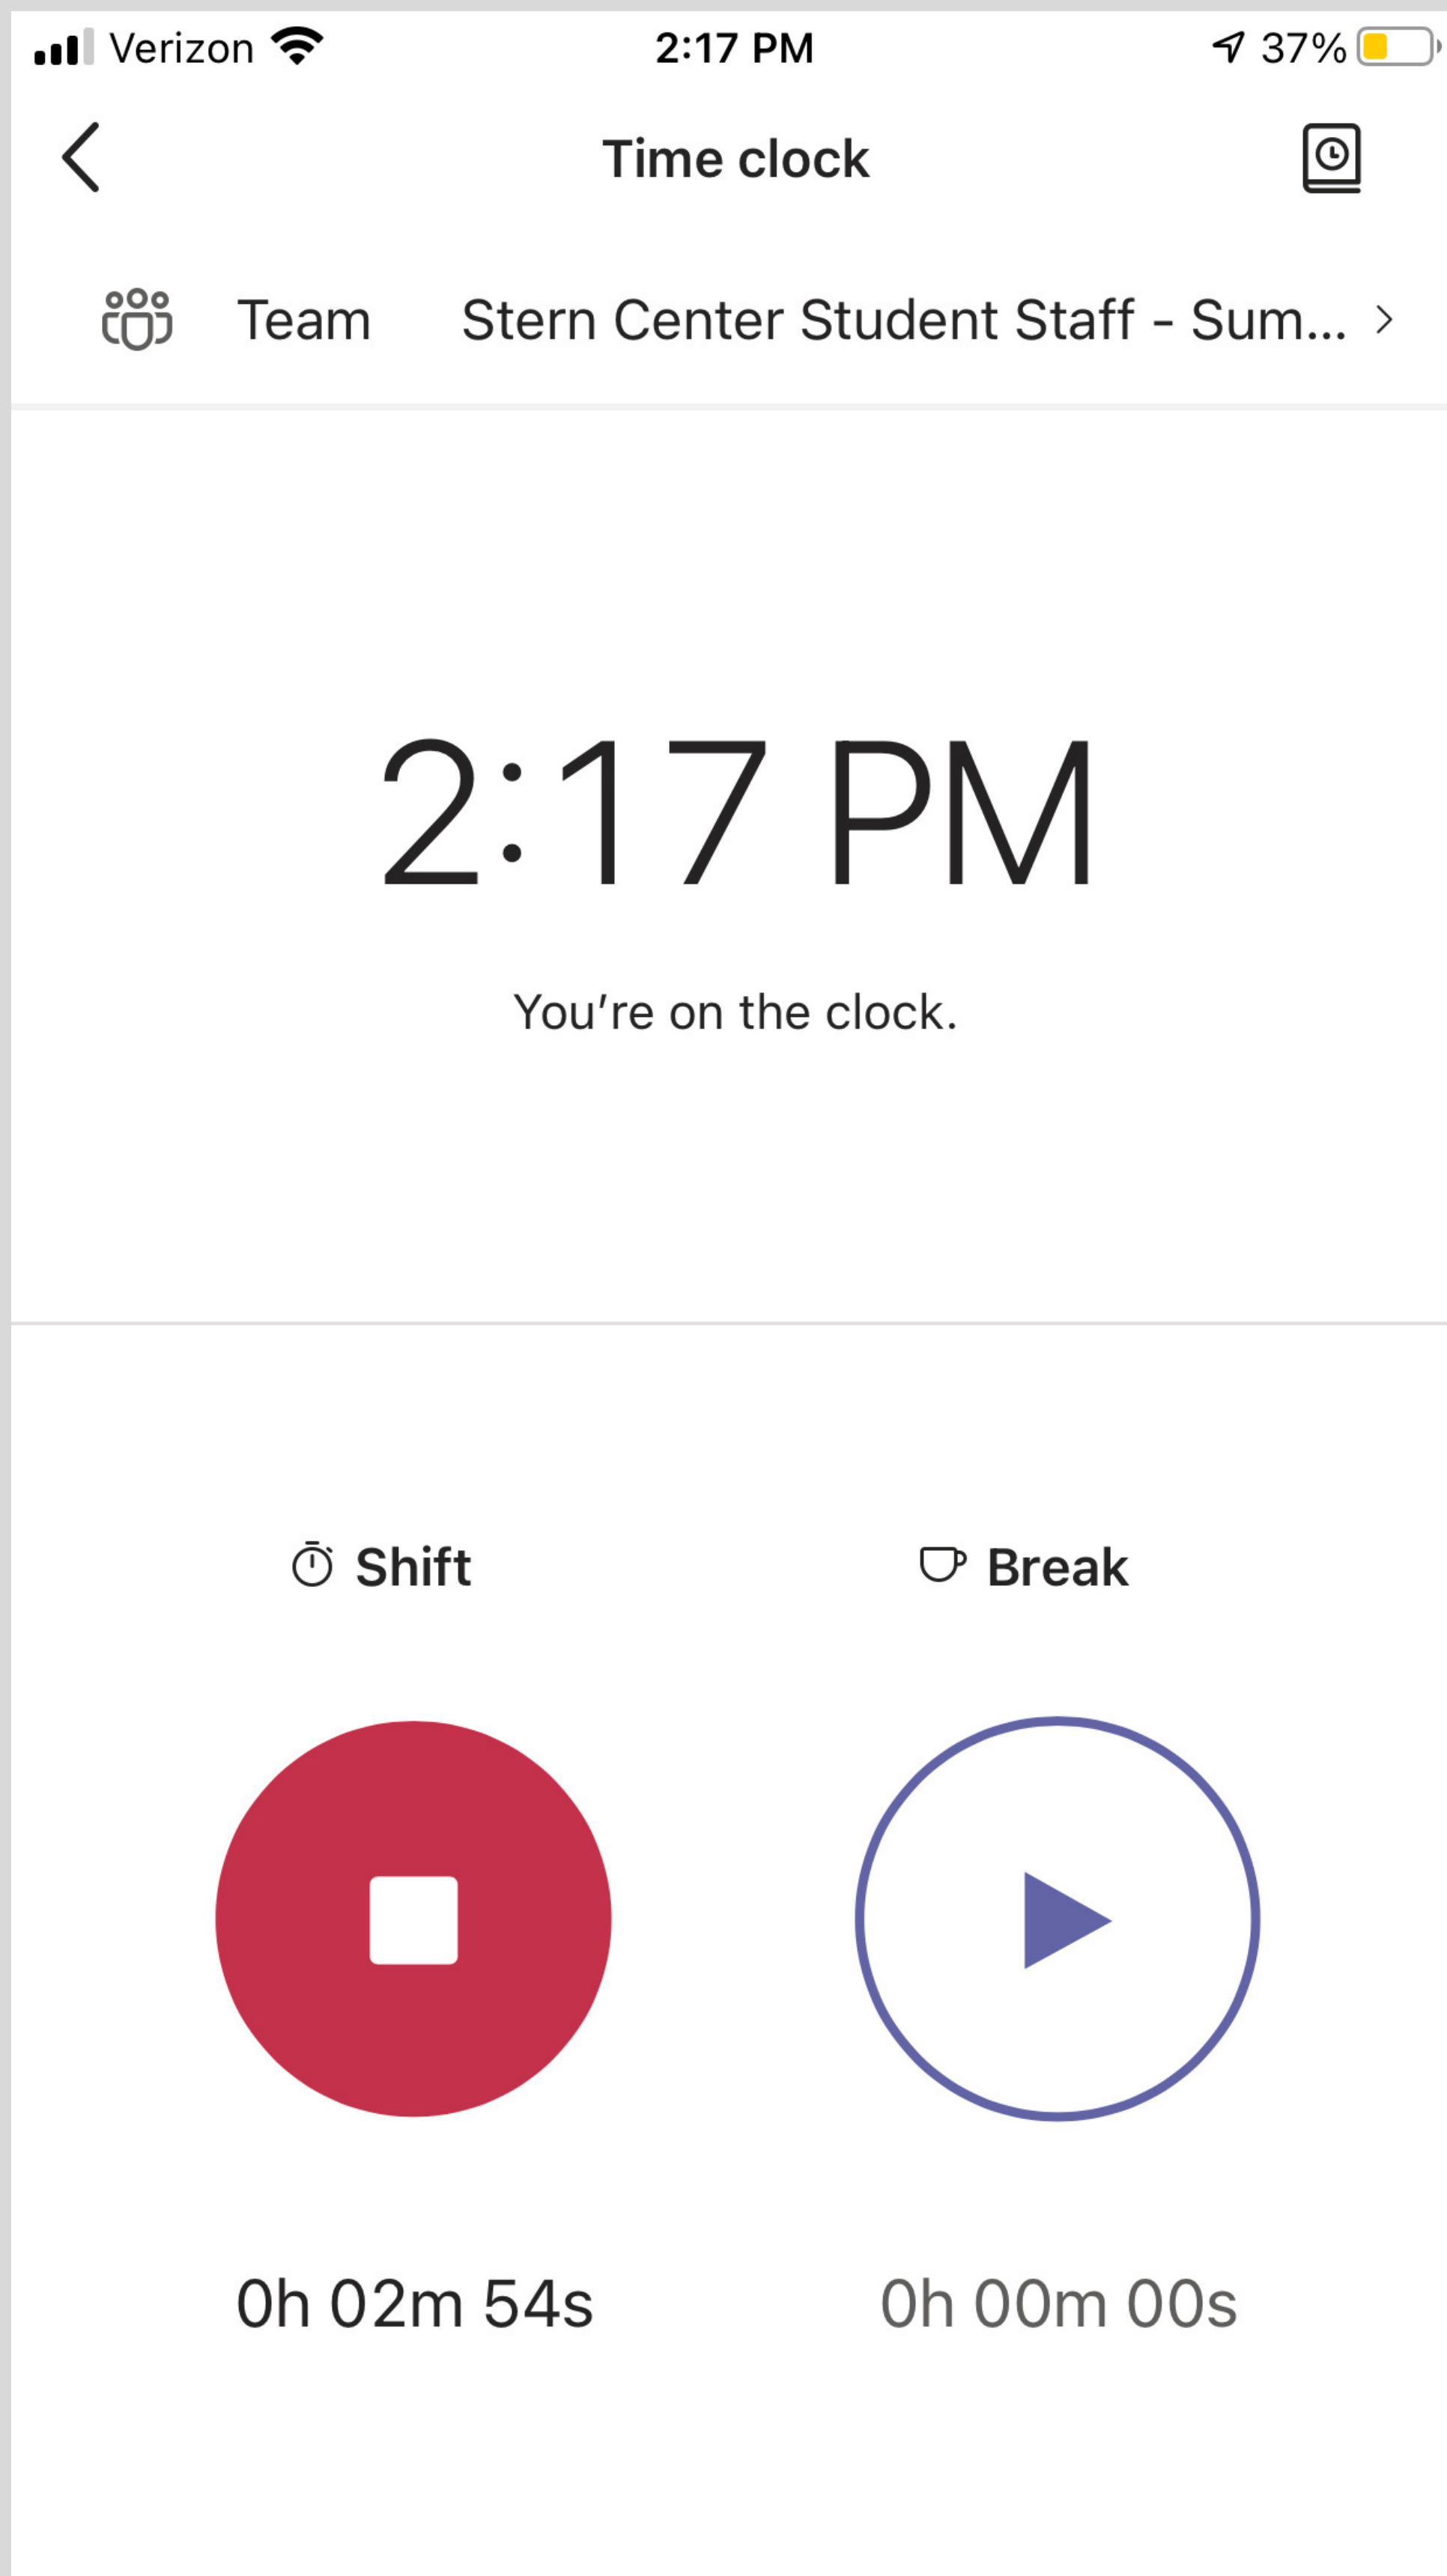 Verizon 2:17 PM 37%
Time clock
Team Stern Center Student Staff - Sum...
2:17 PM
You're on the clock.
Shift Break
0h 02m 54s 0h 00m 00s